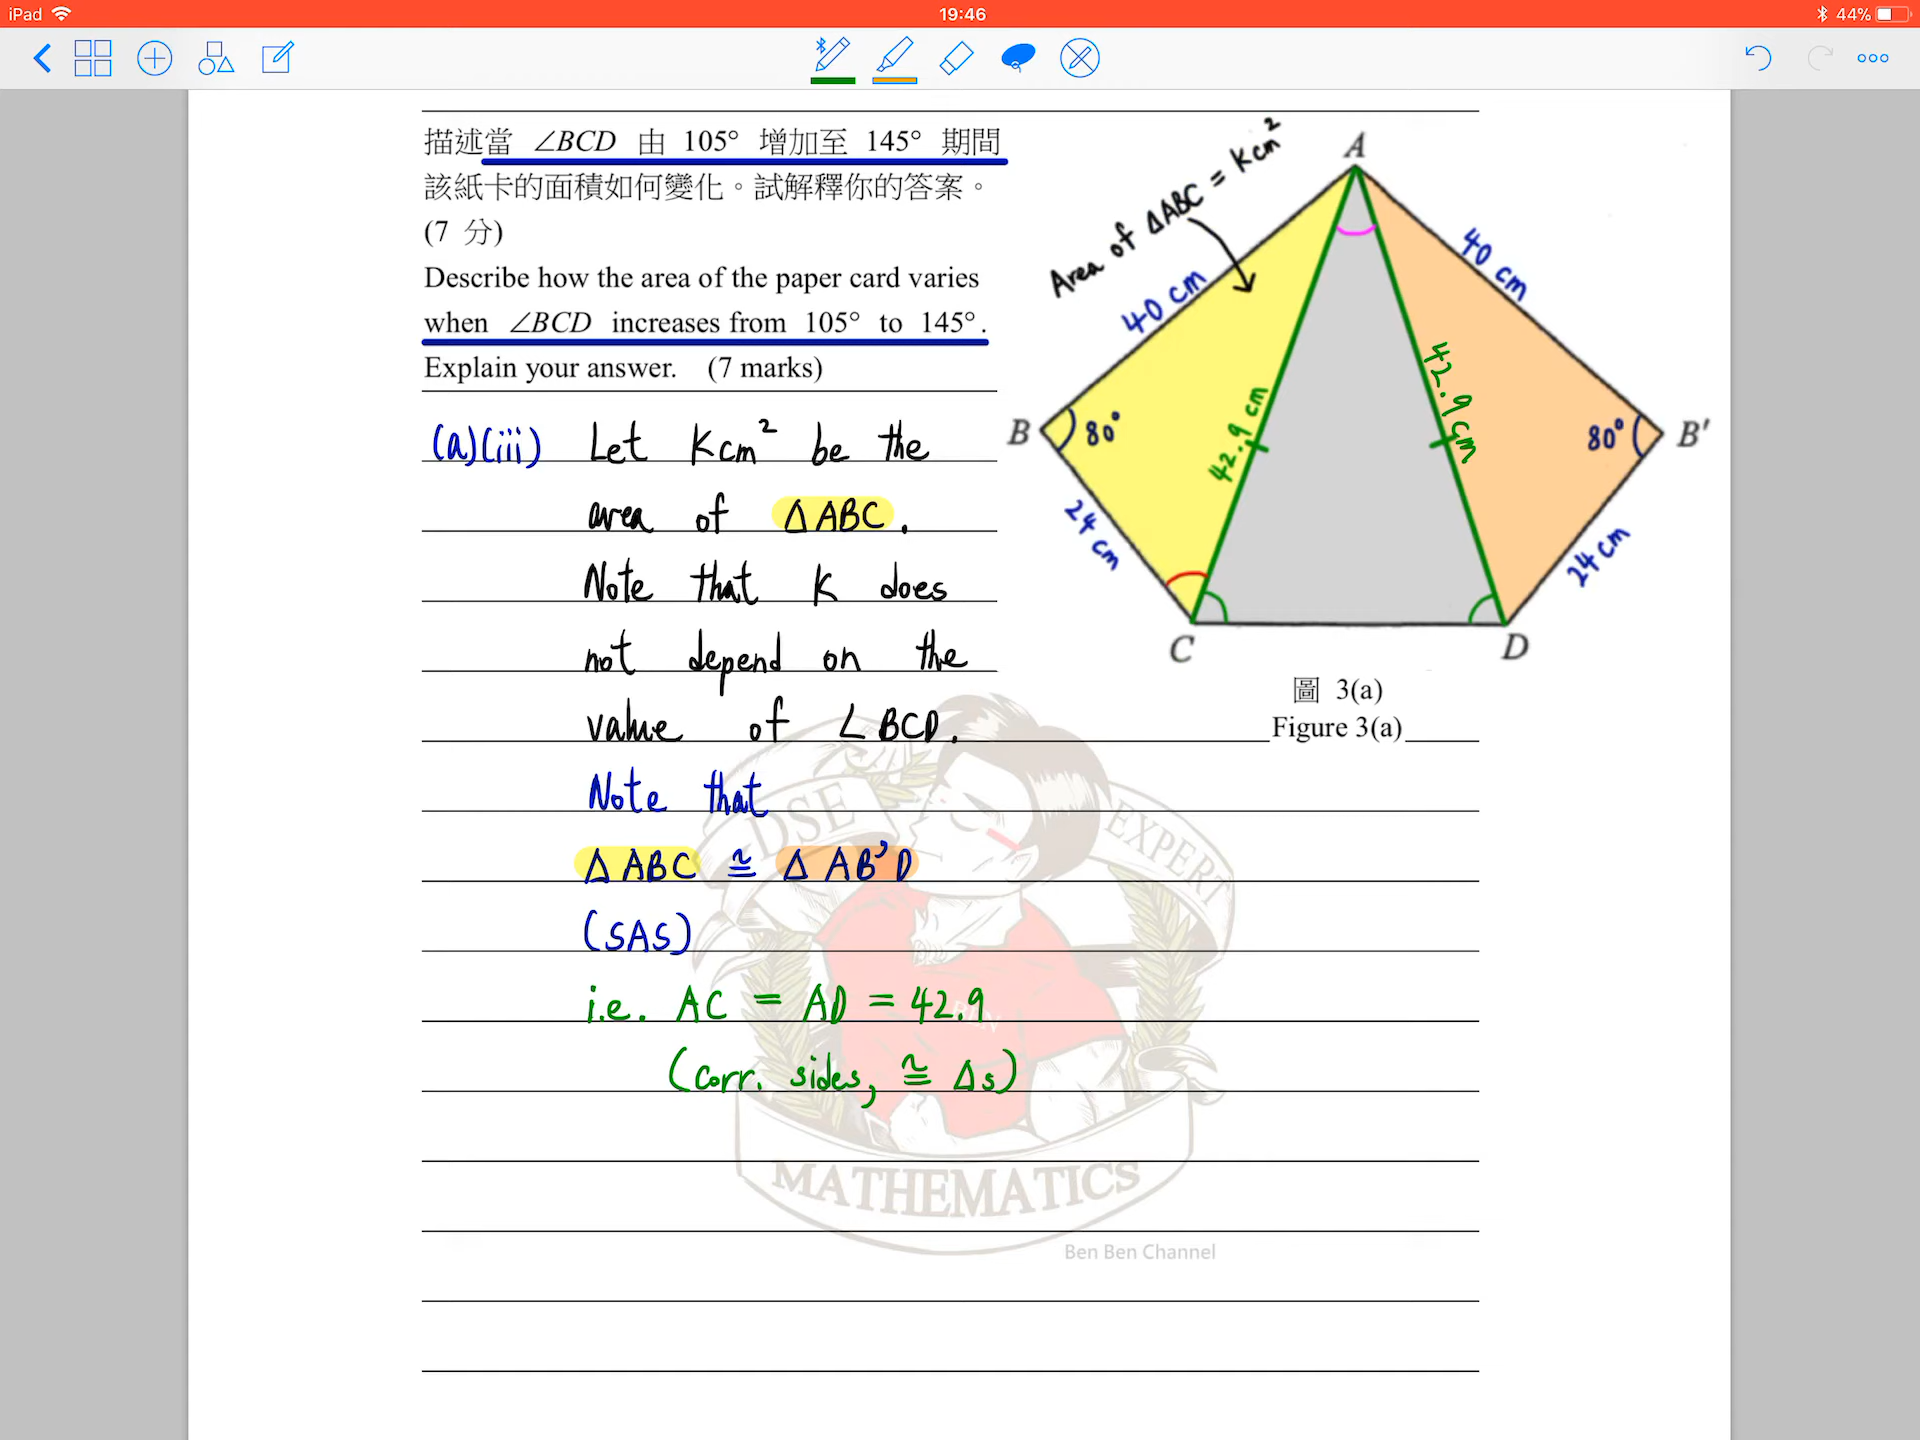 iPad 19:46 44%
描述當 ∠BCD 由 105° 增加至 145° 期間
該紙卡的面積如何變化。試解釋你的答案。
(7 分)
Describe how the area of the paper card varies
when ∠BCD increases from 105° to 145°.
Explain your answer. (7 marks)
(a)(iii) Let K cm² be the
area of ΔABC.
Note that K does
not depend on the
value of ∠BCD.
Note that
ΔABC ≅ ΔAB'D
(SAS)
i.e. AC = AD = 42.9
(corr. sides, ≅ Δs)
Area of ΔABC = K cm²
A
40 cm
40 cm
42.9 cm
42.9 cm
B
80°
80°
B'
24 cm
24 cm
C
D
圖 3(a)
Figure 3(a)
DSE EXPERT
BEN
MATHEMATICS
Ben Ben Channel